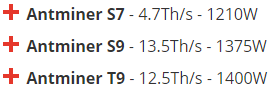 Antminer S7 - 4.7Th/s - 1210W
Antminer S9 - 13.5Th/s - 1375W
Antminer T9 - 12.5Th/s - 1400W